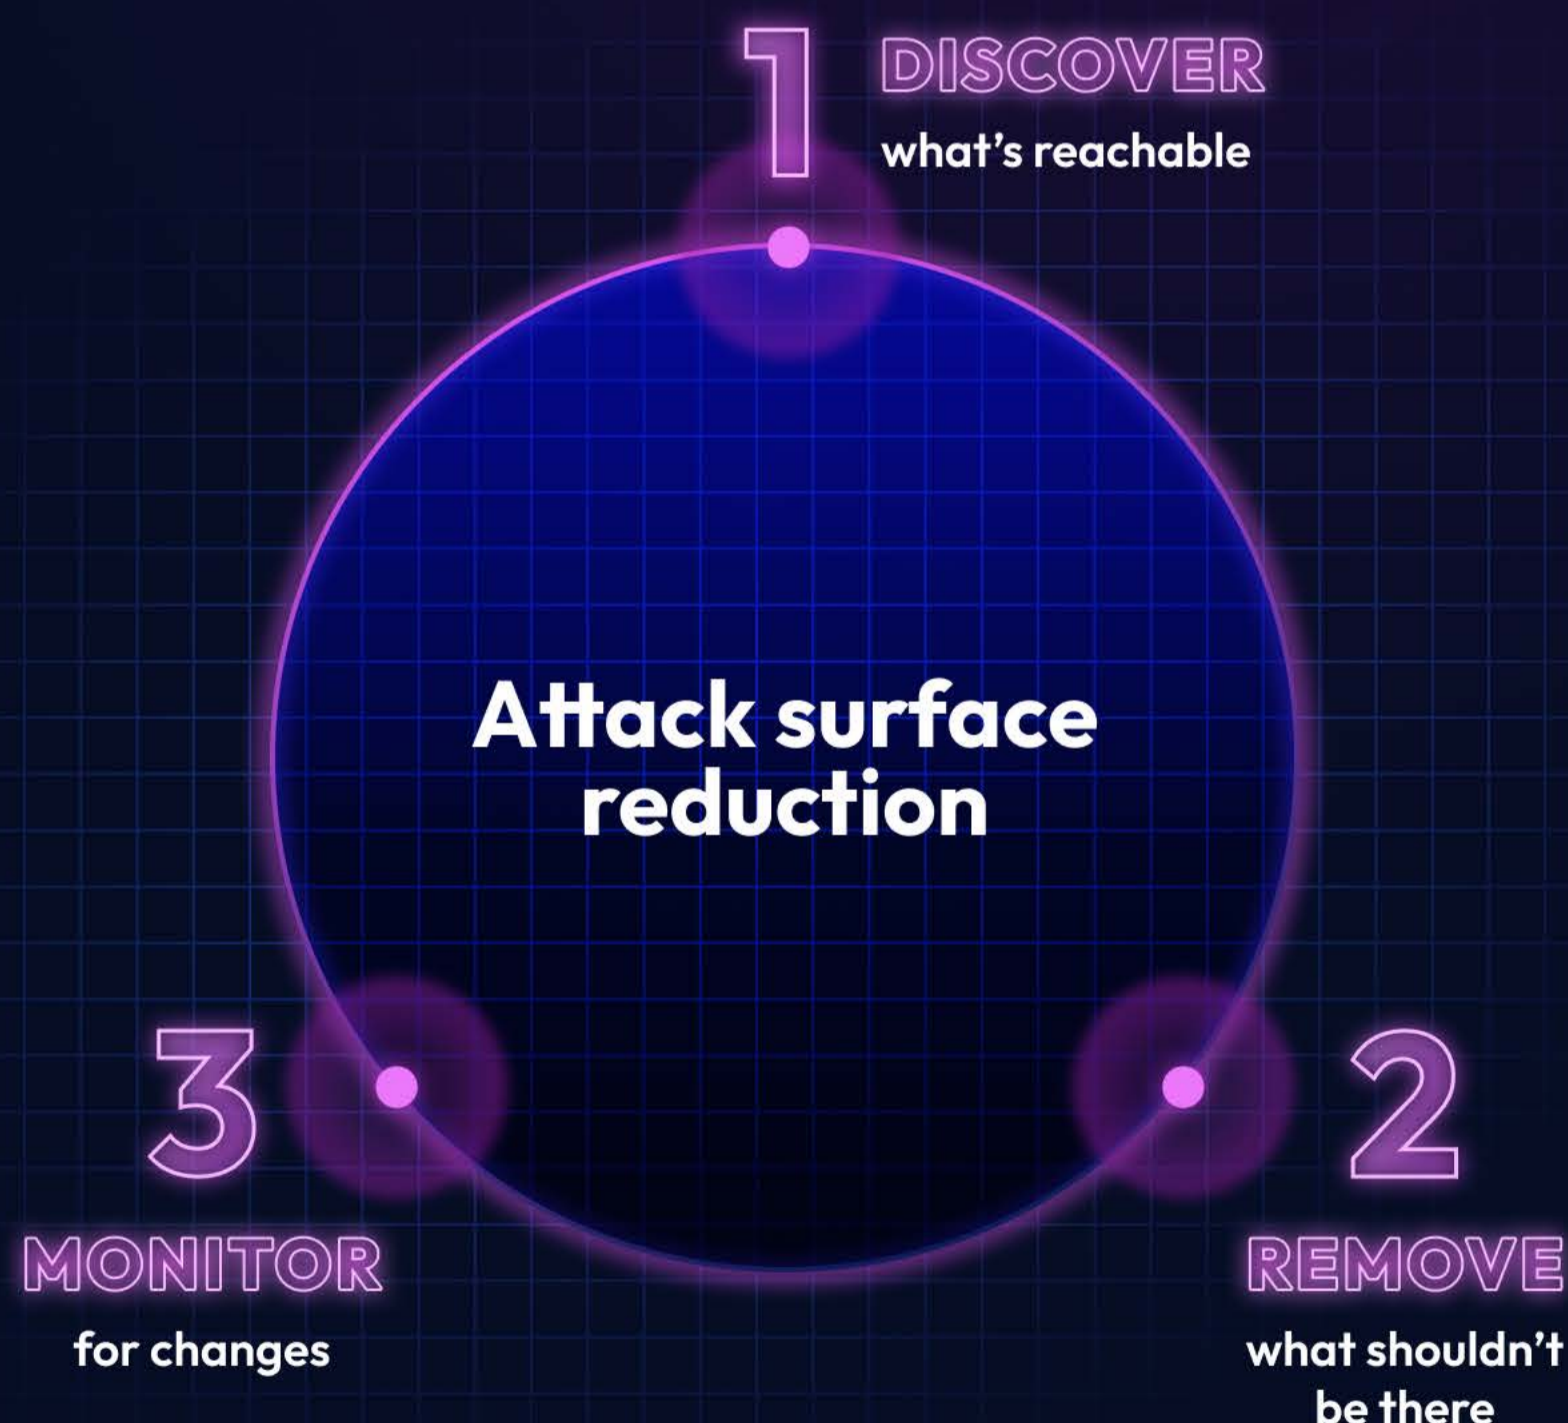 1
DISCOVER
what’s reachable
Attack surface
reduction
2
REMOVE
what shouldn’t
be there
3
MONITOR
for changes